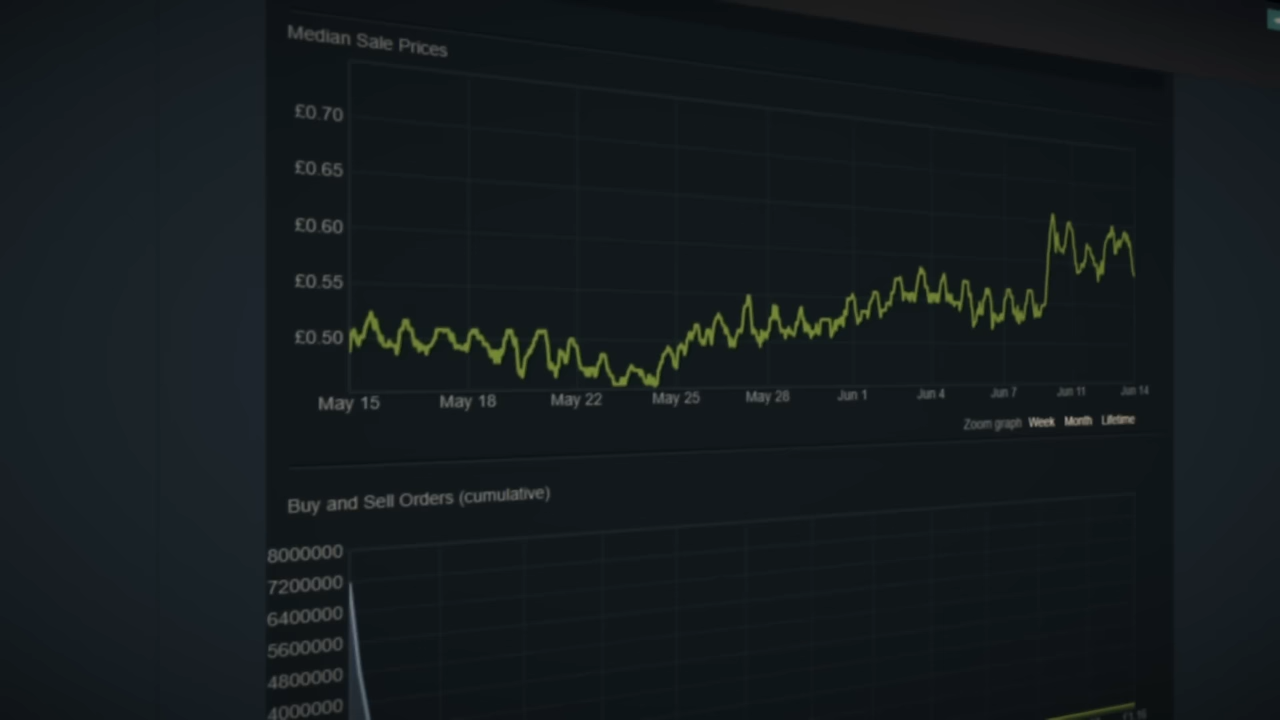 Median Sale Prices
£0.70
£0.65
£0.60
£0.55
£0.50
May 15 May 18 May 22 May 25 May 28 Jun 1 Jun 4 Jun 7 Jun 11 Jun 14
Zoom graph Week Month Lifetime
Buy and Sell Orders (cumulative)
8000000
7200000
6400000
5600000
4800000
4000000